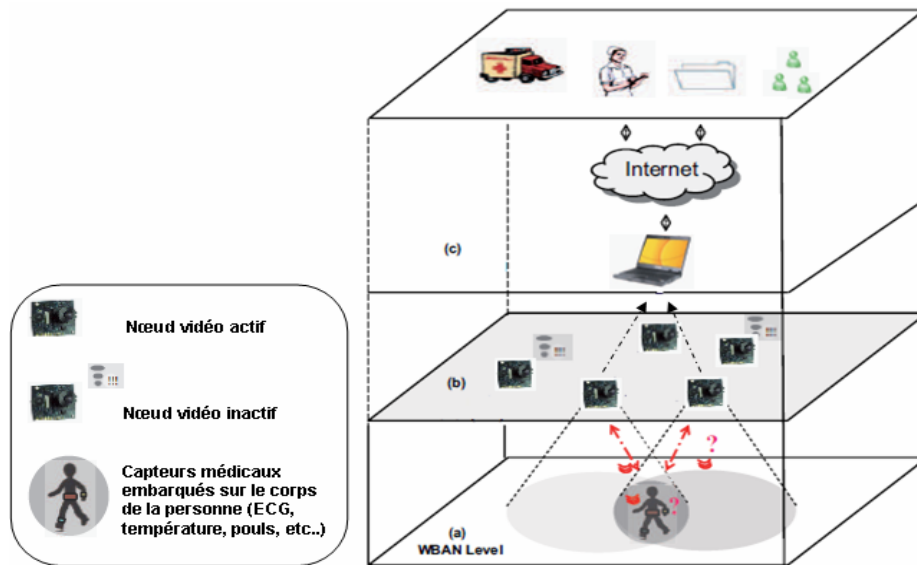 Internet
(c)
Nœud vidéo actif
(b)
Nœud vidéo inactif
?
?
Capteurs médicaux
embarqués sur le corps
de la personne (ECG,
température, pouls, etc..)
(a)
WBAN Level